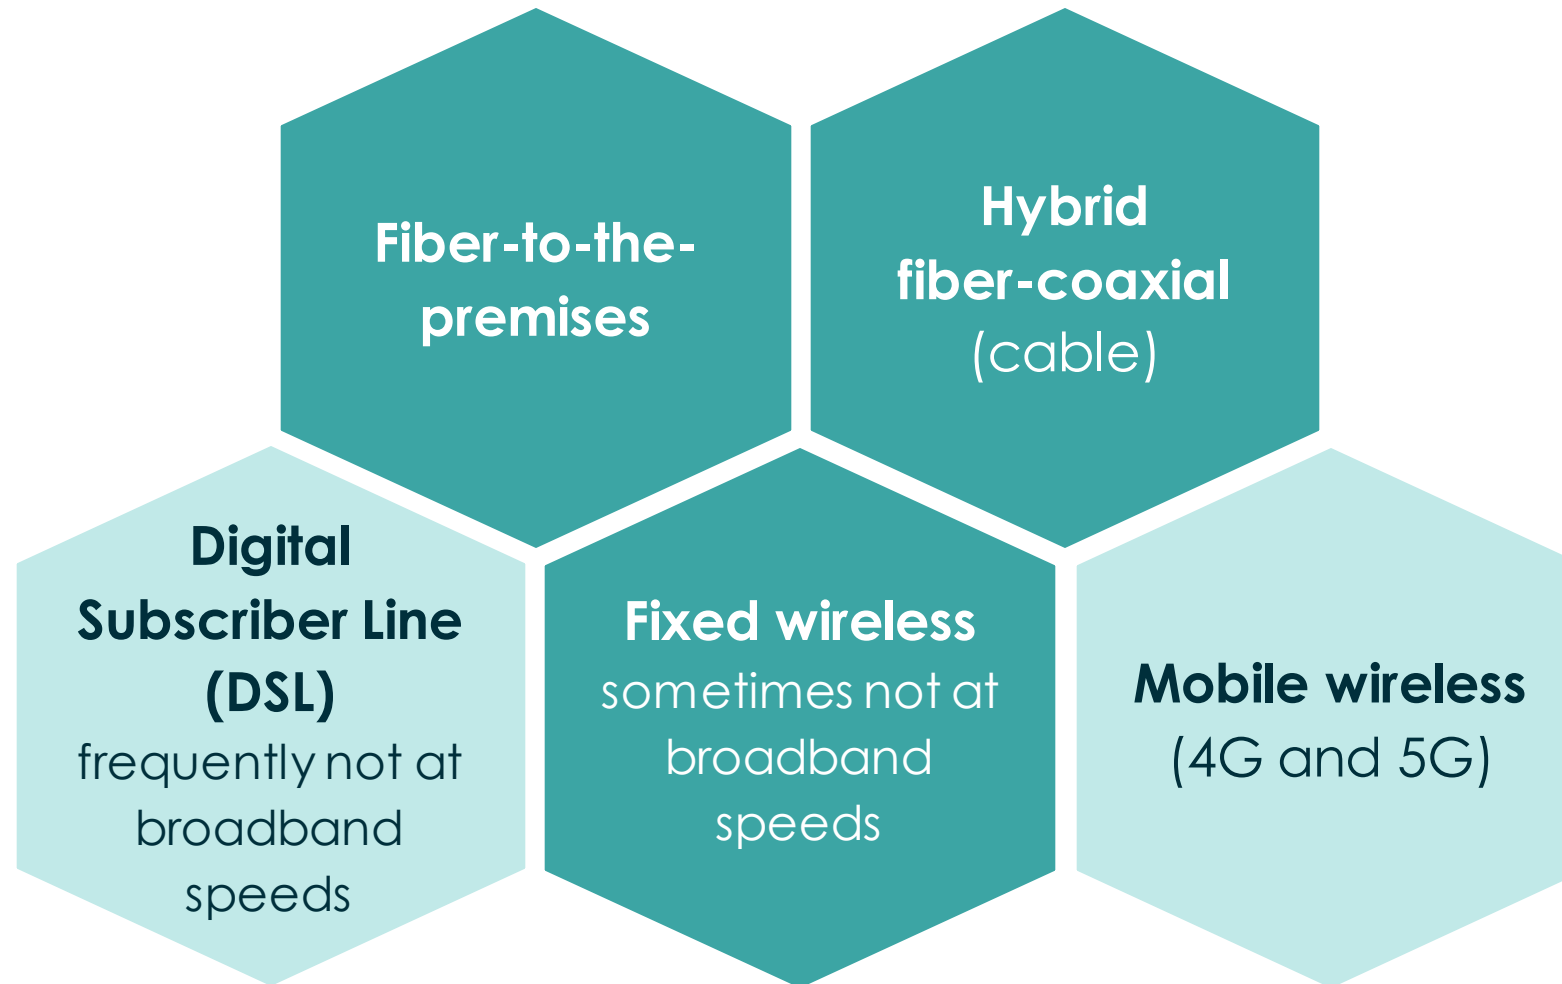 Fiber-to-the-
premises
Hybrid
fiber-coaxial
(cable)
Digital
Subscriber Line
(DSL)
frequently not at
broadband
speeds
Fixed wireless
sometimes not at
broadband
speeds
Mobile wireless
(4G and 5G)